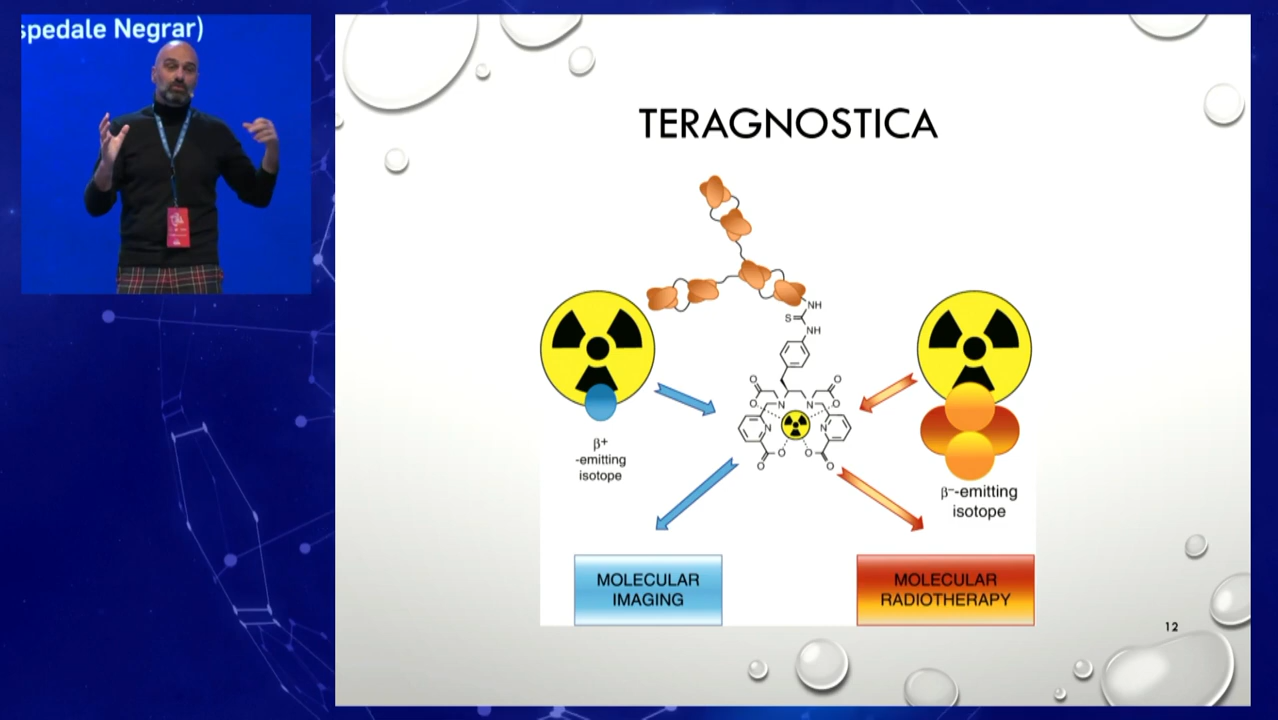 spedale Negrar)
TERAGNOSTICA
NH
S
NH
O
O
O
N
N
O
N
N
O
O
O
O
β+
-emitting
isotope
β−-emitting
isotope
MOLECULAR
IMAGING
MOLECULAR
RADIOTHERAPY
12